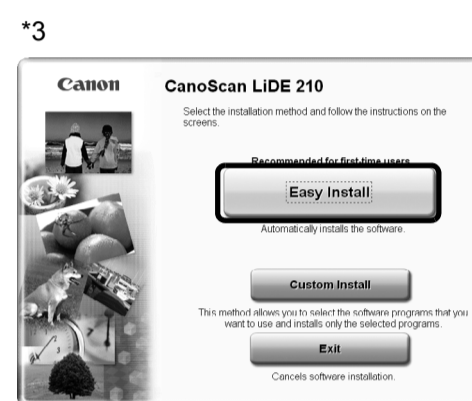 *3
Canon
CanoScan LiDE 210
Select the installation method and follow the instructions on the
screens.
Recommended for first-time users
Easy Install
Automatically installs the software.
Custom Install
This method allows you to select the software programs that you
want to use and installs only the selected programs.
Exit
Cancels software installation.